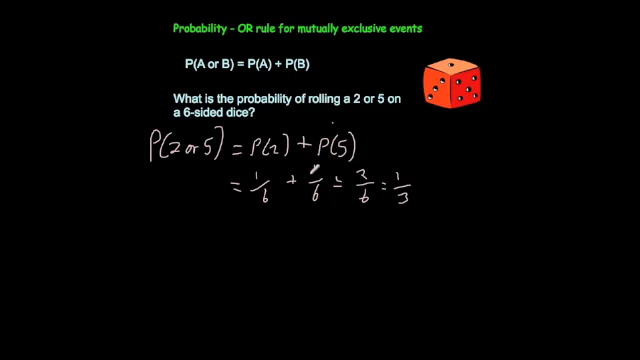 Probability - OR rule for mutually exclusive events
P(A or B) = P(A) + P(B)
What is the probability of rolling a 2 or 5 on
a 6-sided dice?
P(2 or 5) = P(2) + P(5)
= 1/6 + 1/6 = 2/6 = 1/3